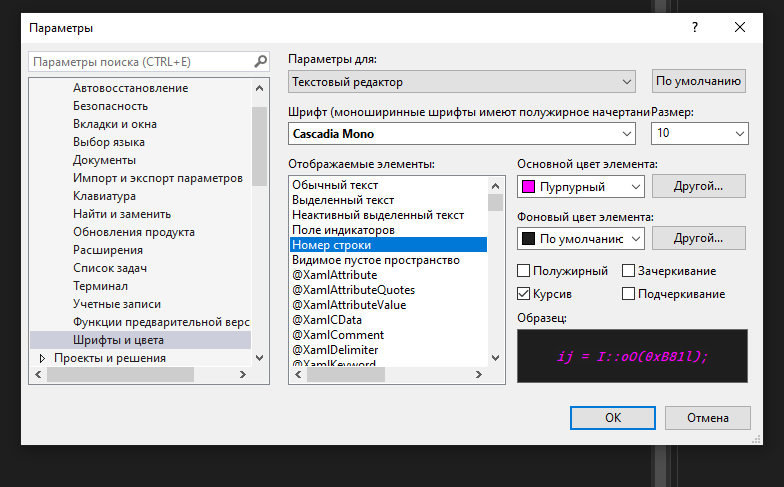 Параметры
Параметры поиска (CTRL+E)
Автовосстановление
Безопасность
Вкладки и окна
Выбор языка
Документы
Импорт и экспорт параметров
Клавиатура
Найти и заменить
Обновления продукта
Расширения
Список задач
Терминал
Учетные записи
Функции предварительной верс
Шрифты и цвета
Проекты и решения
Параметры для:
Текстовый редактор
По умолчанию
Шрифт (моноширинные шрифты имеют полужирное начертани
Размер:
Cascadia Mono
10
Отображаемые элементы:
Обычный текст
Выделенный текст
Неактивный выделенный текст
Поле индикаторов
Номер строки
Видимое пустое пространство
@XamlAttribute
@XamlAttributeQuotes
@XamlAttributeValue
@XamlCData
@XamlComment
@XamlDelimiter
@XamlKeyword
Основной цвет элемента:
Пурпурный
Другой...
Фоновый цвет элемента:
По умолчанию
Другой...
Полужирный
Зачеркивание
Курсив
Подчеркивание
Образец:
ij = I::oO(0xB81l);
OK
Отмена